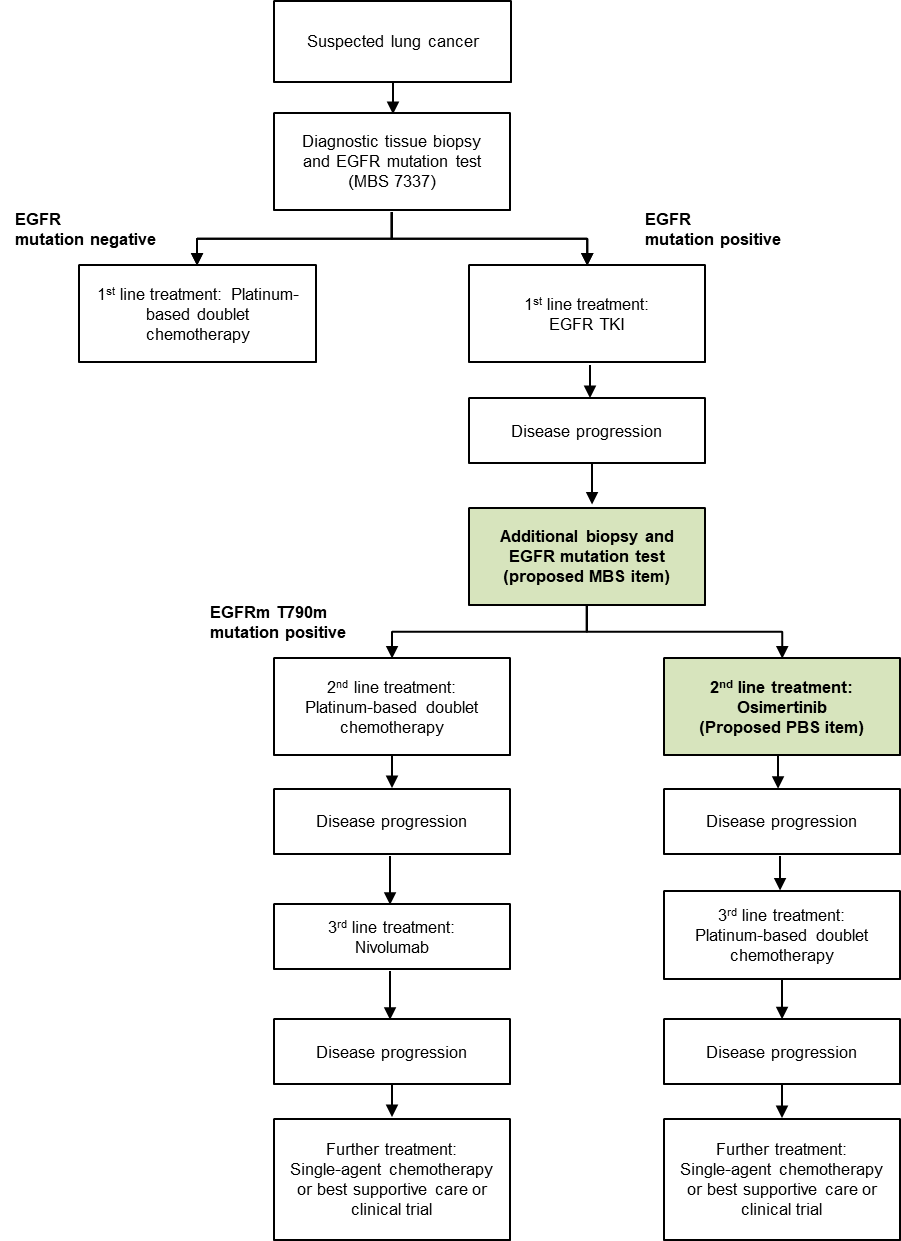 Suspected lung cancer
Diagnostic tissue biopsy
and EGFR mutation test
(MBS 7337)
EGFR
mutation negative
EGFR
mutation positive
1st line treatment: Platinum-
based doublet
chemotherapy
1st line treatment:
EGFR TKI
Disease progression
Additional biopsy and
EGFR mutation test
(proposed MBS item)
EGFRm T790m
mutation positive
2nd line treatment:
Platinum-based doublet
chemotherapy
2nd line treatment:
Osimertinib
(Proposed PBS item)
Disease progression
Disease progression
3rd line treatment:
Nivolumab
3rd line treatment:
Platinum-based doublet
chemotherapy
Disease progression
Disease progression
Further treatment:
Single-agent chemotherapy
or best supportive care or
clinical trial
Further treatment:
Single-agent chemotherapy
or best supportive care or
clinical trial